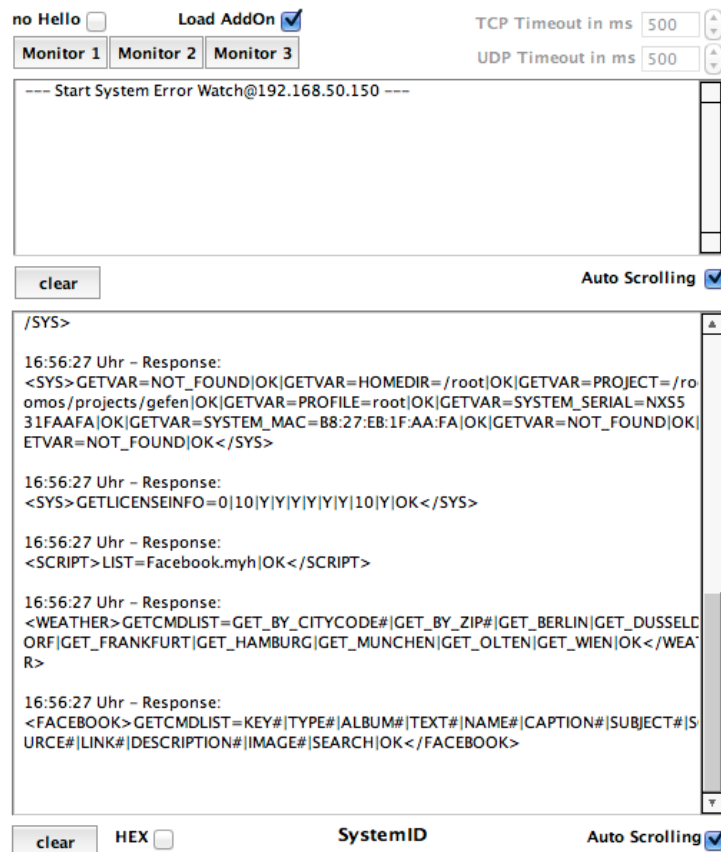 no Hello Load AddOn TCP Timeout in ms 500
Monitor 1 Monitor 2 Monitor 3 UDP Timeout in ms 500
--- Start System Error Watch@192.168.50.150 ---
clear Auto Scrolling
/SYS>
16:56:27 Uhr – Response:
<SYS>GETVAR=NOT_FOUND|OK|GETVAR=HOMEDIR=/root|OK|GETVAR=PROJECT=/ro
omos/projects/gefen|OK|GETVAR=PROFILE=root|OK|GETVAR=SYSTEM_SERIAL=NXS5
31FAAFA|OK|GETVAR=SYSTEM_MAC=B8:27:EB:1F:AA:FA|OK|GETVAR=NOT_FOUND|OK|
ETVAR=NOT_FOUND|OK</SYS>
16:56:27 Uhr – Response:
<SYS>GETLICENSEINFO=0|10|Y|Y|Y|Y|Y|Y|10|Y|OK</SYS>
16:56:27 Uhr – Response:
<SCRIPT>LIST=Facebook.myh|OK</SCRIPT>
16:56:27 Uhr – Response:
<WEATHER>GETCMDLIST=GET_BY_CITYCODE#|GET_BY_ZIP#|GET_BERLIN|GET_DUSSELD
ORF|GET_FRANKFURT|GET_HAMBURG|GET_MUNCHEN|GET_OLTEN|GET_WIEN|OK</WEAT
R>
16:56:27 Uhr – Response:
<FACEBOOK>GETCMDLIST=KEY#|TYPE#|ALBUM#|TEXT#|NAME#|CAPTION#|SUBJECT#|SO
URCE#|LINK#|DESCRIPTION#|IMAGE#|SEARCH|OK</FACEBOOK>
clear HEX SystemID Auto Scrolling